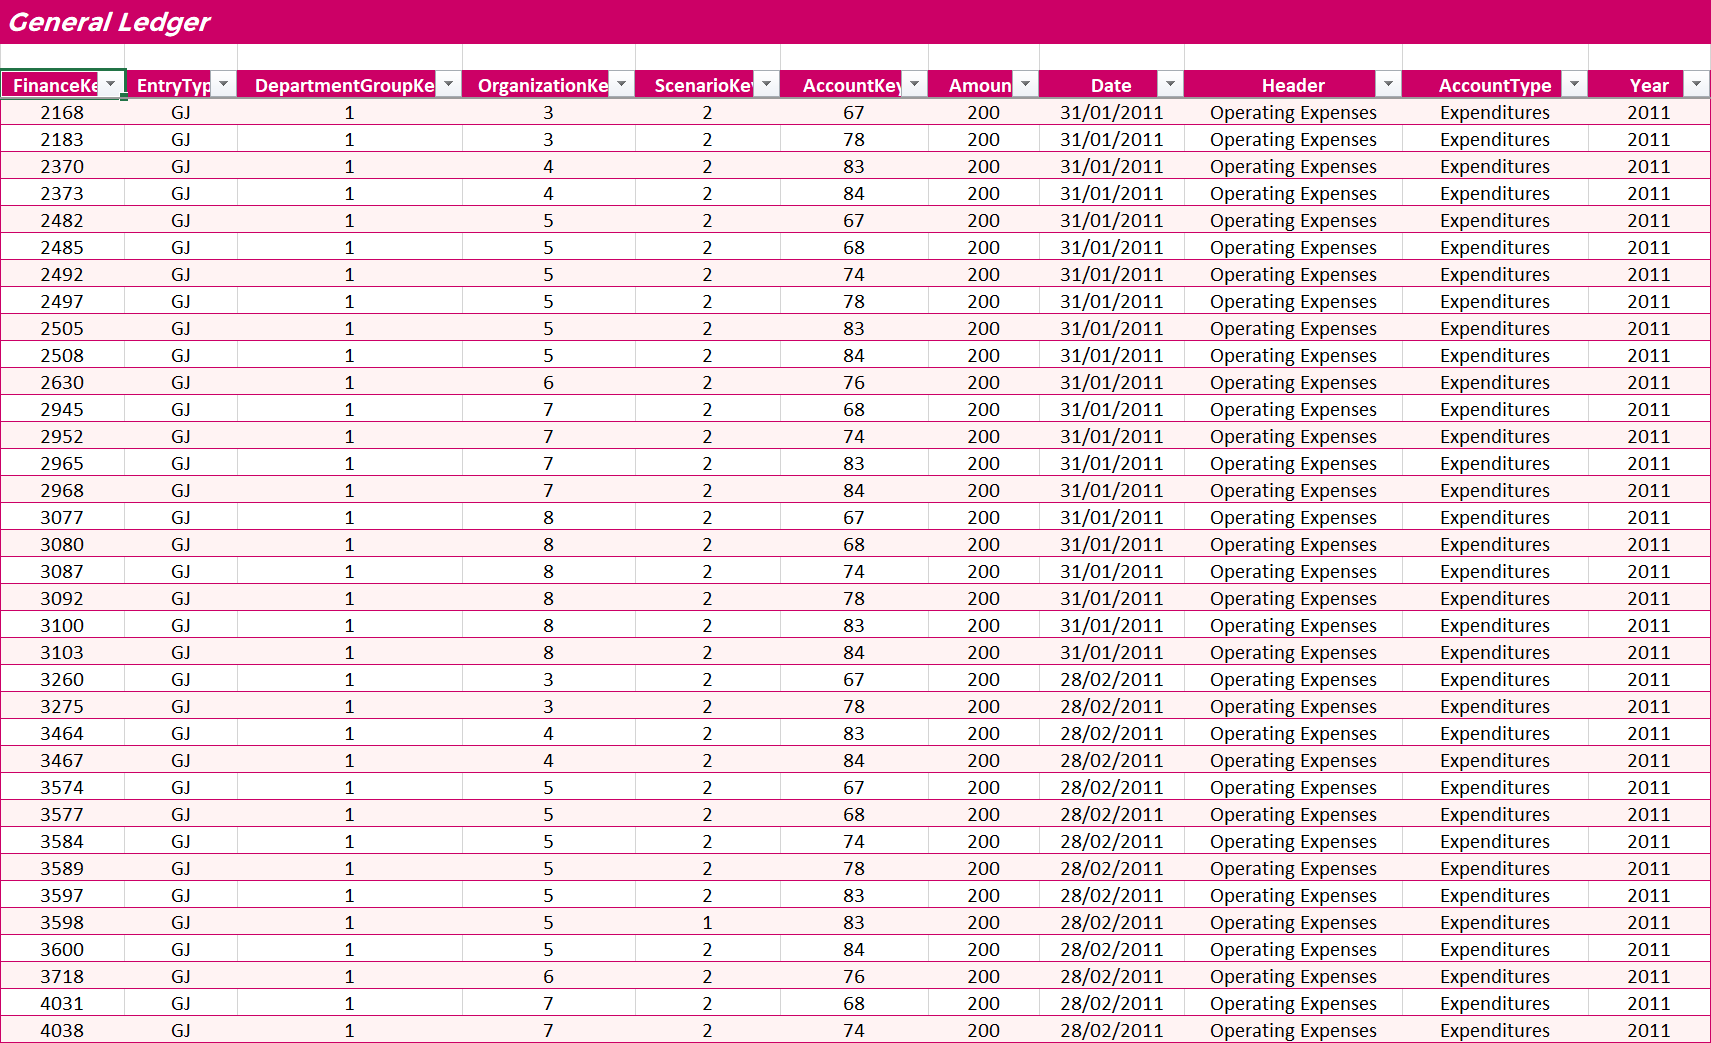 General Ledger
FinanceKe EntryTyp DepartmentGroupKe OrganizationKe ScenarioKey AccountKey Amoun Date Header AccountType Year
2168 GJ 1 3 2 67 200 31/01/2011 Operating Expenses Expenditures 2011
2183 GJ 1 3 2 78 200 31/01/2011 Operating Expenses Expenditures 2011
2370 GJ 1 4 2 83 200 31/01/2011 Operating Expenses Expenditures 2011
2373 GJ 1 4 2 84 200 31/01/2011 Operating Expenses Expenditures 2011
2482 GJ 1 5 2 67 200 31/01/2011 Operating Expenses Expenditures 2011
2485 GJ 1 5 2 68 200 31/01/2011 Operating Expenses Expenditures 2011
2492 GJ 1 5 2 74 200 31/01/2011 Operating Expenses Expenditures 2011
2497 GJ 1 5 2 78 200 31/01/2011 Operating Expenses Expenditures 2011
2505 GJ 1 5 2 83 200 31/01/2011 Operating Expenses Expenditures 2011
2508 GJ 1 5 2 84 200 31/01/2011 Operating Expenses Expenditures 2011
2630 GJ 1 6 2 76 200 31/01/2011 Operating Expenses Expenditures 2011
2945 GJ 1 7 2 68 200 31/01/2011 Operating Expenses Expenditures 2011
2952 GJ 1 7 2 74 200 31/01/2011 Operating Expenses Expenditures 2011
2965 GJ 1 7 2 83 200 31/01/2011 Operating Expenses Expenditures 2011
2968 GJ 1 7 2 84 200 31/01/2011 Operating Expenses Expenditures 2011
3077 GJ 1 8 2 67 200 31/01/2011 Operating Expenses Expenditures 2011
3080 GJ 1 8 2 68 200 31/01/2011 Operating Expenses Expenditures 2011
3087 GJ 1 8 2 74 200 31/01/2011 Operating Expenses Expenditures 2011
3092 GJ 1 8 2 78 200 31/01/2011 Operating Expenses Expenditures 2011
3100 GJ 1 8 2 83 200 31/01/2011 Operating Expenses Expenditures 2011
3103 GJ 1 8 2 84 200 31/01/2011 Operating Expenses Expenditures 2011
3260 GJ 1 3 2 67 200 28/02/2011 Operating Expenses Expenditures 2011
3275 GJ 1 3 2 78 200 28/02/2011 Operating Expenses Expenditures 2011
3464 GJ 1 4 2 83 200 28/02/2011 Operating Expenses Expenditures 2011
3467 GJ 1 4 2 84 200 28/02/2011 Operating Expenses Expenditures 2011
3574 GJ 1 5 2 67 200 28/02/2011 Operating Expenses Expenditures 2011
3577 GJ 1 5 2 68 200 28/02/2011 Operating Expenses Expenditures 2011
3584 GJ 1 5 2 74 200 28/02/2011 Operating Expenses Expenditures 2011
3589 GJ 1 5 2 78 200 28/02/2011 Operating Expenses Expenditures 2011
3597 GJ 1 5 2 83 200 28/02/2011 Operating Expenses Expenditures 2011
3598 GJ 1 5 1 83 200 28/02/2011 Operating Expenses Expenditures 2011
3600 GJ 1 5 2 84 200 28/02/2011 Operating Expenses Expenditures 2011
3718 GJ 1 6 2 76 200 28/02/2011 Operating Expenses Expenditures 2011
4031 GJ 1 7 2 68 200 28/02/2011 Operating Expenses Expenditures 2011
4038 GJ 1 7 2 74 200 28/02/2011 Operating Expenses Expenditures 2011